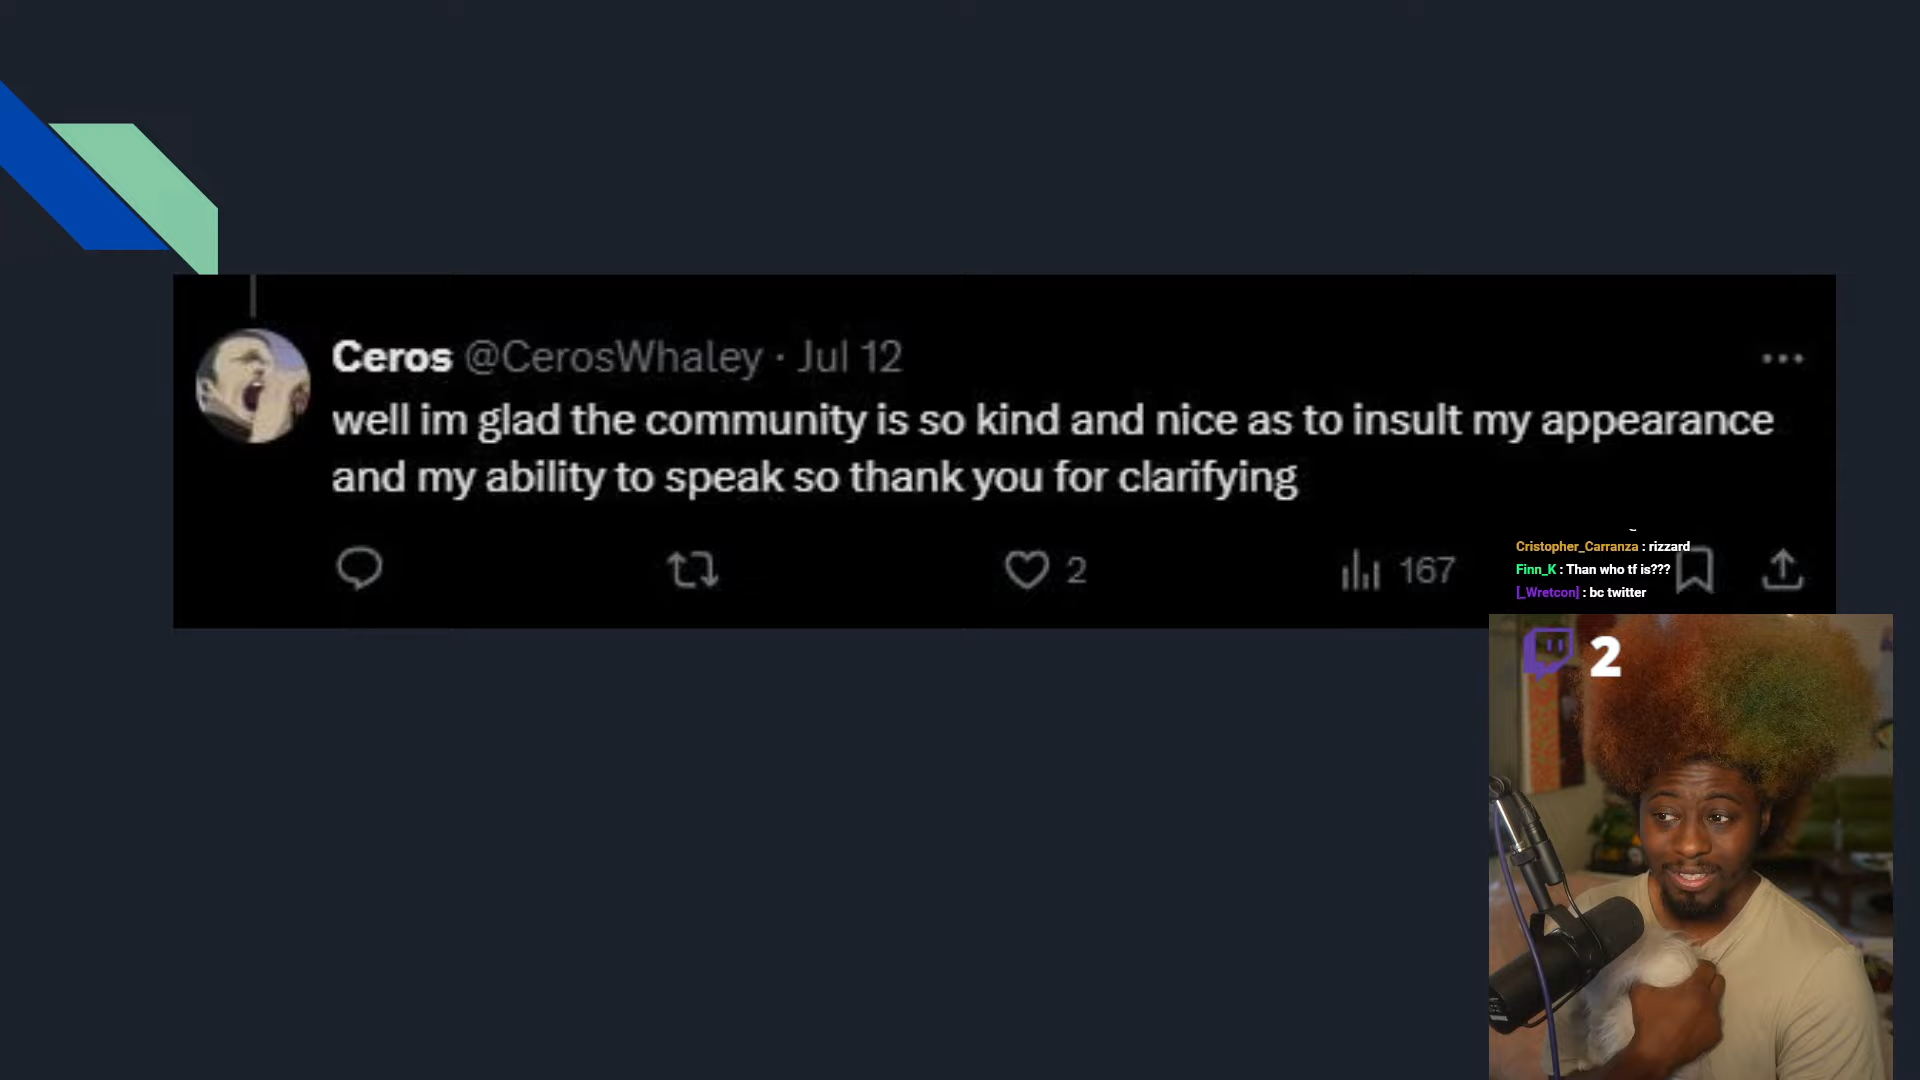 Ceros @CerosWhaley · Jul 12
well im glad the community is so kind and nice as to insult my appearance
and my ability to speak so thank you for clarifying
2
167
Cristopher_Carranza : rizzard
Finn_K : Than who tf is???
[_Wretcon] : bc twitter
2